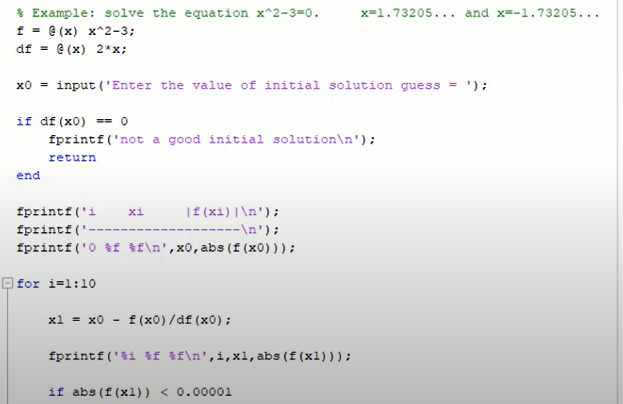 % Example: solve the equation x^2-3=0.     x=1.73205... and x=-1.73205...
f = @(x) x^2-3;
df = @(x) 2*x;
x0 = input('Enter the value of initial solution guess = ');
if df(x0) == 0
    fprintf('not a good initial solution\n');
    return
end
fprintf('i    xi     |f(xi)|\n');
fprintf('-------------------\n');
fprintf('0 %f %f\n',x0,abs(f(x0)));
for i=1:10
    x1 = x0 - f(x0)/df(x0);
    fprintf('%i %f %f\n',i,x1,abs(f(x1)));
    if abs(f(x1)) < 0.00001